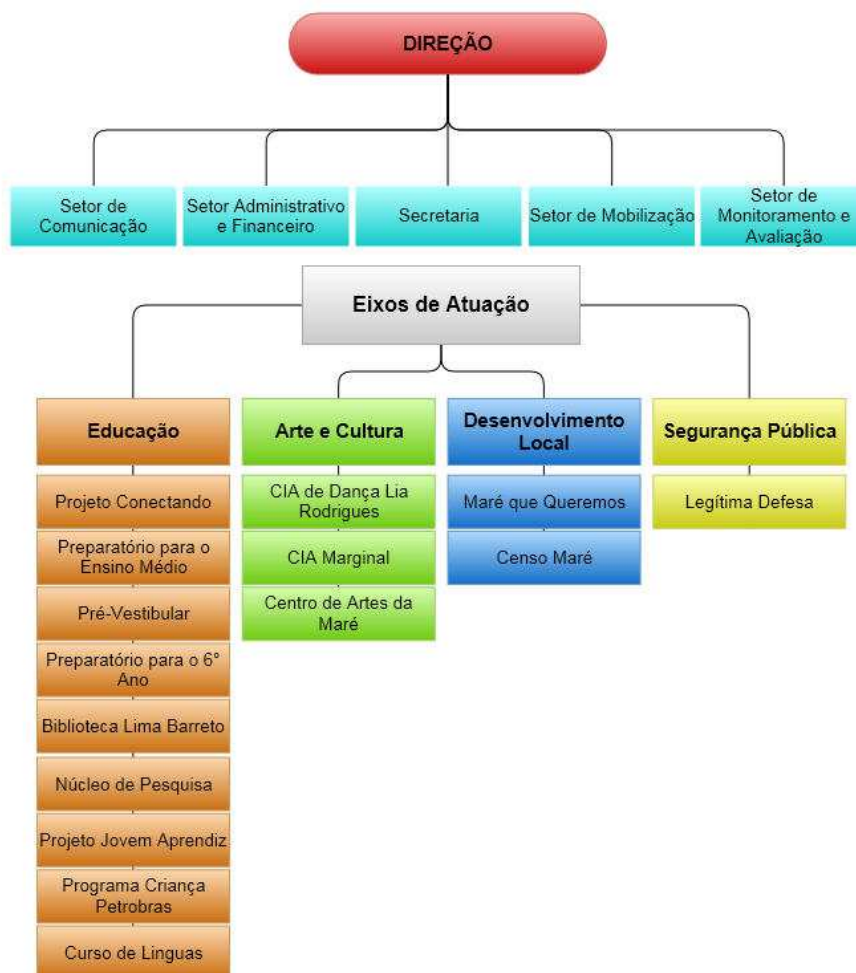 DIREÇÃO
Setor de
Comunicação
Setor Administrativo
e Financeiro
Secretaria
Setor de Mobilização
Setor de
Monitoramento e
Avaliação
Eixos de Atuação
Educação
Projeto Conectando
Preparatório para o
Ensino Médio
Pré-Vestibular
Preparatório para o 6°
Ano
Biblioteca Lima Barreto
Núcleo de Pesquisa
Projeto Jovem Aprendiz
Programa Criança
Petrobras
Curso de Linguas
Arte e Cultura
CIA de Dança Lia
Rodrigues
CIA Marginal
Centro de Artes da
Maré
Desenvolvimento
Local
Maré que Queremos
Censo Maré
Segurança Pública
Legítima Defesa